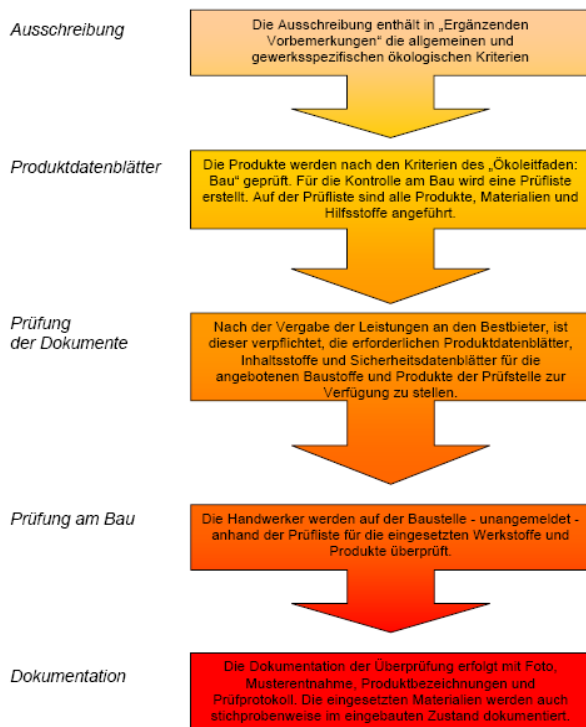 Ausschreibung
Die Ausschreibung enthält in „Ergänzenden
Vorbemerkungen“ die allgemeinen und
gewerksspezifischen ökologischen Kriterien
Produktdatenblätter
Die Produkte werden nach den Kriterien des „Ökoleitfaden:
Bau“ geprüft. Für die Kontrolle am Bau wird eine Prüfliste
erstellt. Auf der Prüfliste sind alle Produkte, Materialien und
Hilfsstoffe angeführt.
Prüfung
der Dokumente
Nach der Vergabe der Leistungen an den Bestbieter, ist
dieser verpflichtet, die erforderlichen Produktdatenblätter,
Inhaltsstoffe und Sicherheitsdatenblätter für die
angebotenen Baustoffe und Produkte der Prüfstelle zur
Verfügung zu stellen.
Prüfung am Bau
Die Handwerker werden auf der Baustelle - unangemeldet -
anhand der Prüfliste für die eingesetzten Werkstoffe und
Produkte überprüft.
Dokumentation
Die Dokumentation der Überprüfung erfolgt mit Foto,
Musterentnahme, Produktbezeichnungen und
Prüfprotokoll. Die eingesetzten Materialien werden auch
stichprobenweise im eingebauten Zustand dokumentiert.